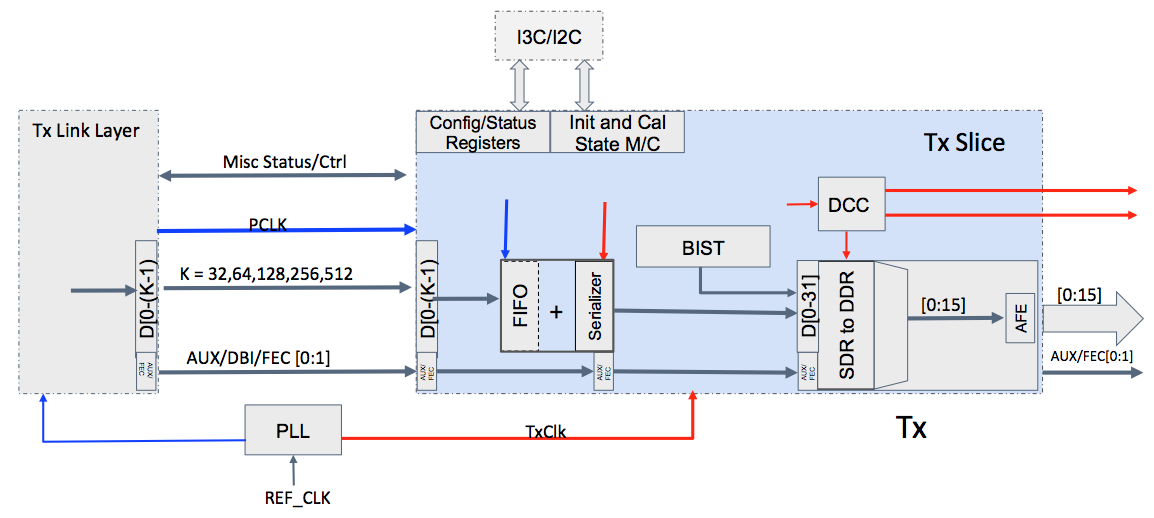 I3C/I2C
Tx Link Layer
Config/Status
Registers
Init and Cal
State M/C
Tx Slice
Misc Status/Ctrl
DCC
PCLK
BIST
D[0-(K-1)
K = 32,64,128,256,512
D[0-(K-1)
FIFO
+
Serializer
D[0-31]
SDR to DDR
[0:15]
AFE
[0:15]
AUX/
FEC
AUX/DBI/FEC [0:1]
AUX/
FEC
AUX/
FEC
AUX/
FEC
AUX/FEC[0:1]
PLL
TxClk
Tx
REF_CLK